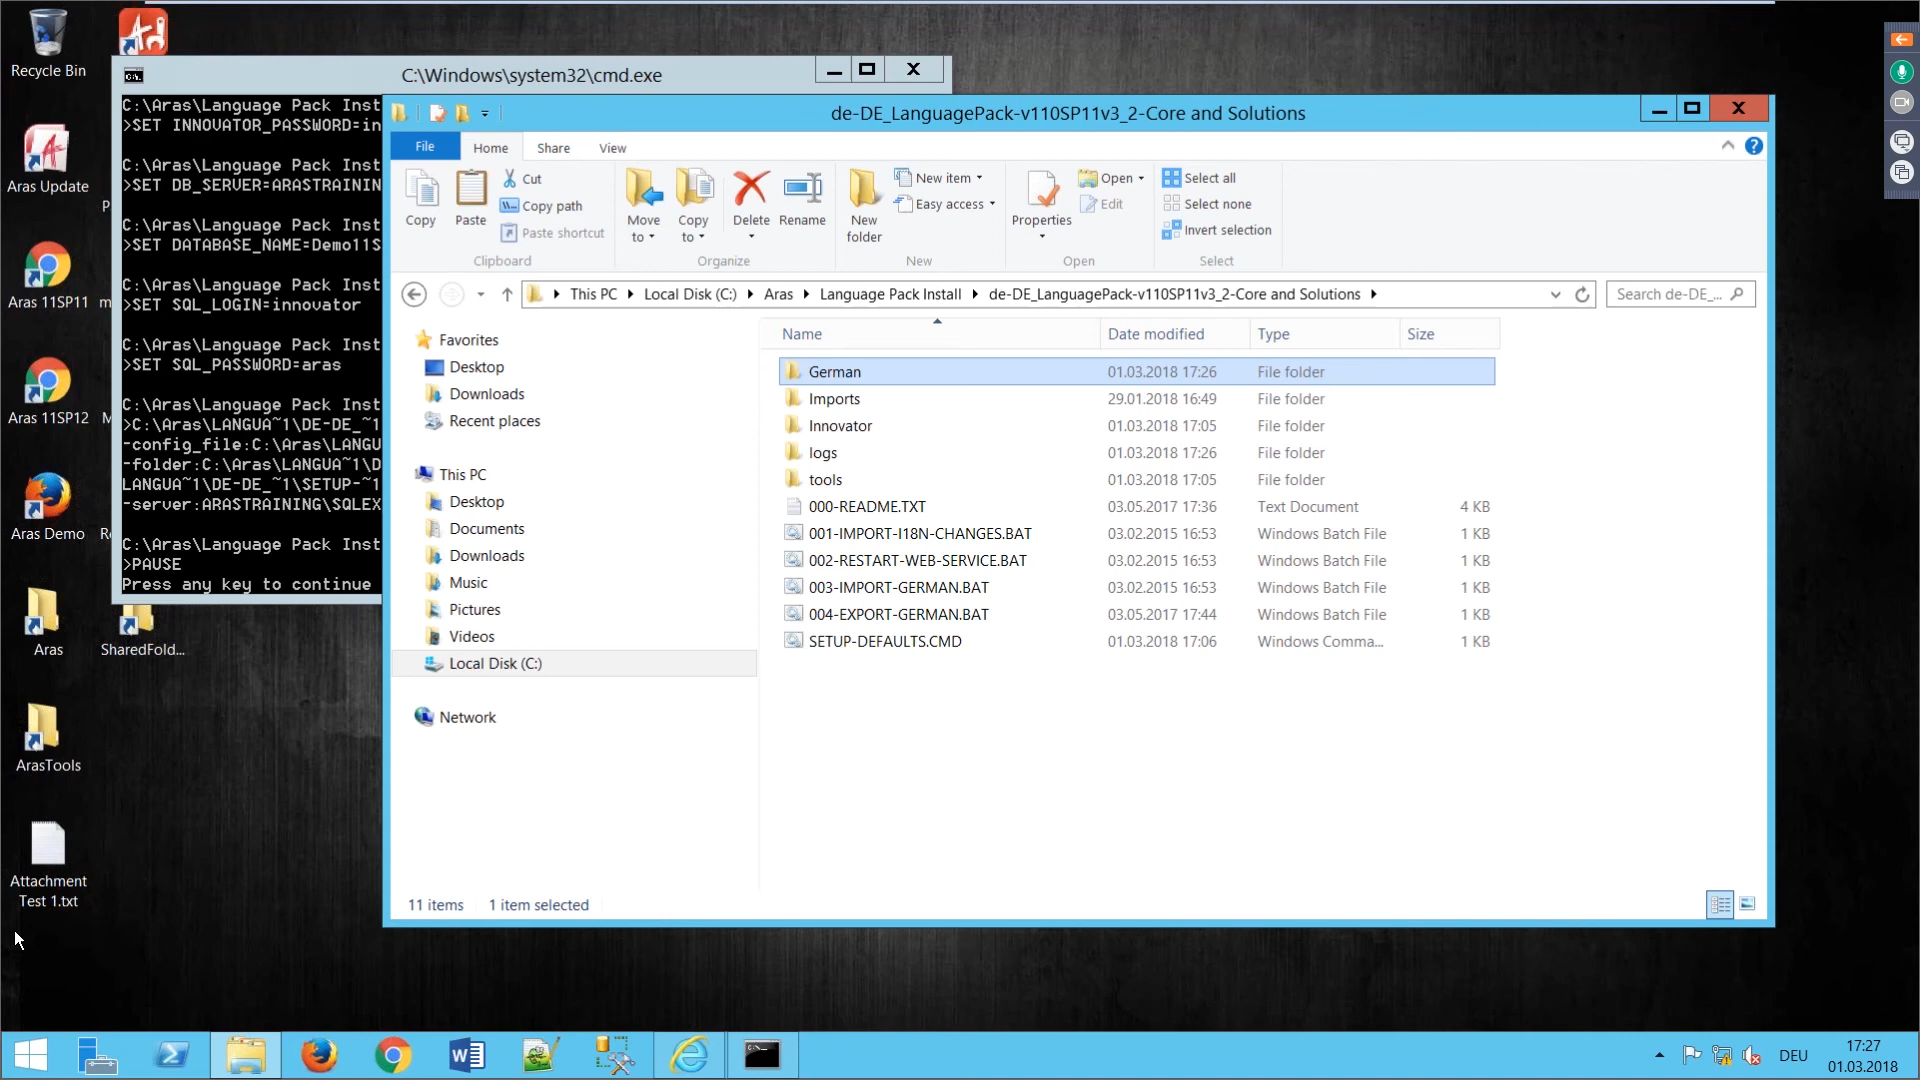 Recycle Bin
Aras Update
Aras 11SP11
Aras 11SP12
Aras Demo
Aras
SharedFold...
ArasTools
Attachment
Test 1.txt
C:\Windows\system32\cmd.exe
C:\Aras\Language Pack Inst
>SET INNOVATOR_PASSWORD=in
C:\Aras\Language Pack Inst
>SET DB_SERVER=ARASTRAININ
C:\Aras\Language Pack Inst
>SET DATABASE_NAME=Demo11S
C:\Aras\Language Pack Inst
>SET SQL_LOGIN=innovator
C:\Aras\Language Pack Inst
>SET SQL_PASSWORD=aras
C:\Aras\Language Pack Inst
>C:\Aras\LANGUA~1\DE-DE_~1
-config_file:C:\Aras\LANGU
-folder:C:\Aras\LANGUA~1\D
LANGUA~1\DE-DE_~1\SETUP-~1
-server:ARASTRAINING\SQLEX
C:\Aras\Language Pack Inst
>PAUSE
Press any key to continue
de-DE_LanguagePack-v110SP11v3_2-Core and Solutions
File Home Share View
Copy
Paste
Cut
Copy path
Paste shortcut
Clipboard
Move to
Copy to
Delete
Rename
Organize
New folder
New item
Easy access
New
Properties
Open
Edit
Open
Select all
Select none
Invert selection
Select
This PC Local Disk (C:) Aras Language Pack Install de-DE_LanguagePack-v110SP11v3_2-Core and Solutions
Search de-DE_...
Favorites
Desktop
Downloads
Recent places
This PC
Desktop
Documents
Downloads
Music
Pictures
Videos
Local Disk (C:)
Network
Name Date modified Type Size
German 01.03.2018 17:26 File folder
Imports 29.01.2018 16:49 File folder
Innovator 01.03.2018 17:05 File folder
logs 01.03.2018 17:26 File folder
tools 01.03.2018 17:05 File folder
000-README.TXT 03.05.2017 17:36 Text Document 4 KB
001-IMPORT-I18N-CHANGES.BAT 03.02.2015 16:53 Windows Batch File 1 KB
002-RESTART-WEB-SERVICE.BAT 03.02.2015 16:53 Windows Batch File 1 KB
003-IMPORT-GERMAN.BAT 03.02.2015 16:53 Windows Batch File 1 KB
004-EXPORT-GERMAN.BAT 03.05.2017 17:44 Windows Batch File 1 KB
SETUP-DEFAULTS.CMD 01.03.2018 17:06 Windows Comma... 1 KB
11 items 1 item selected
DEU
17:27
01.03.2018